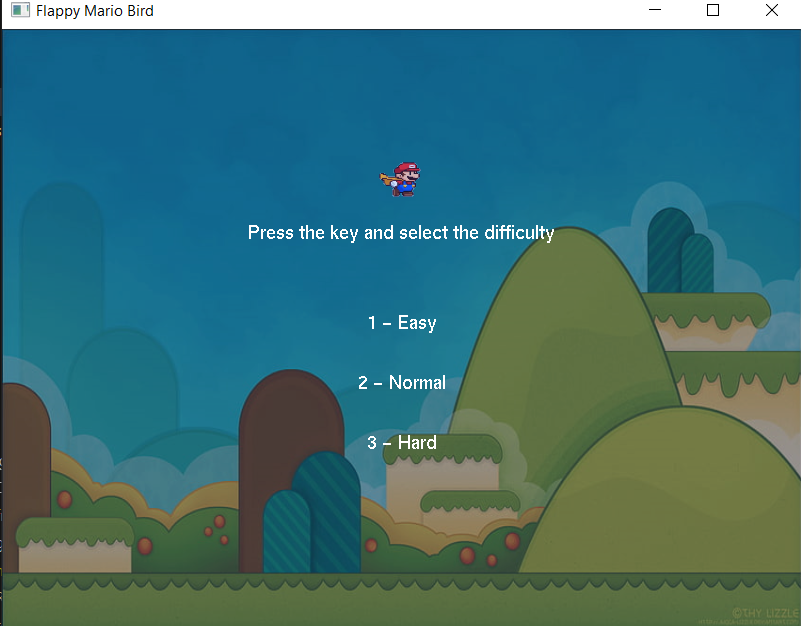 Flappy Mario Bird
Press the key and select the difficulty
1 – Easy
2 – Normal
3 – Hard
©THY LIZZLE